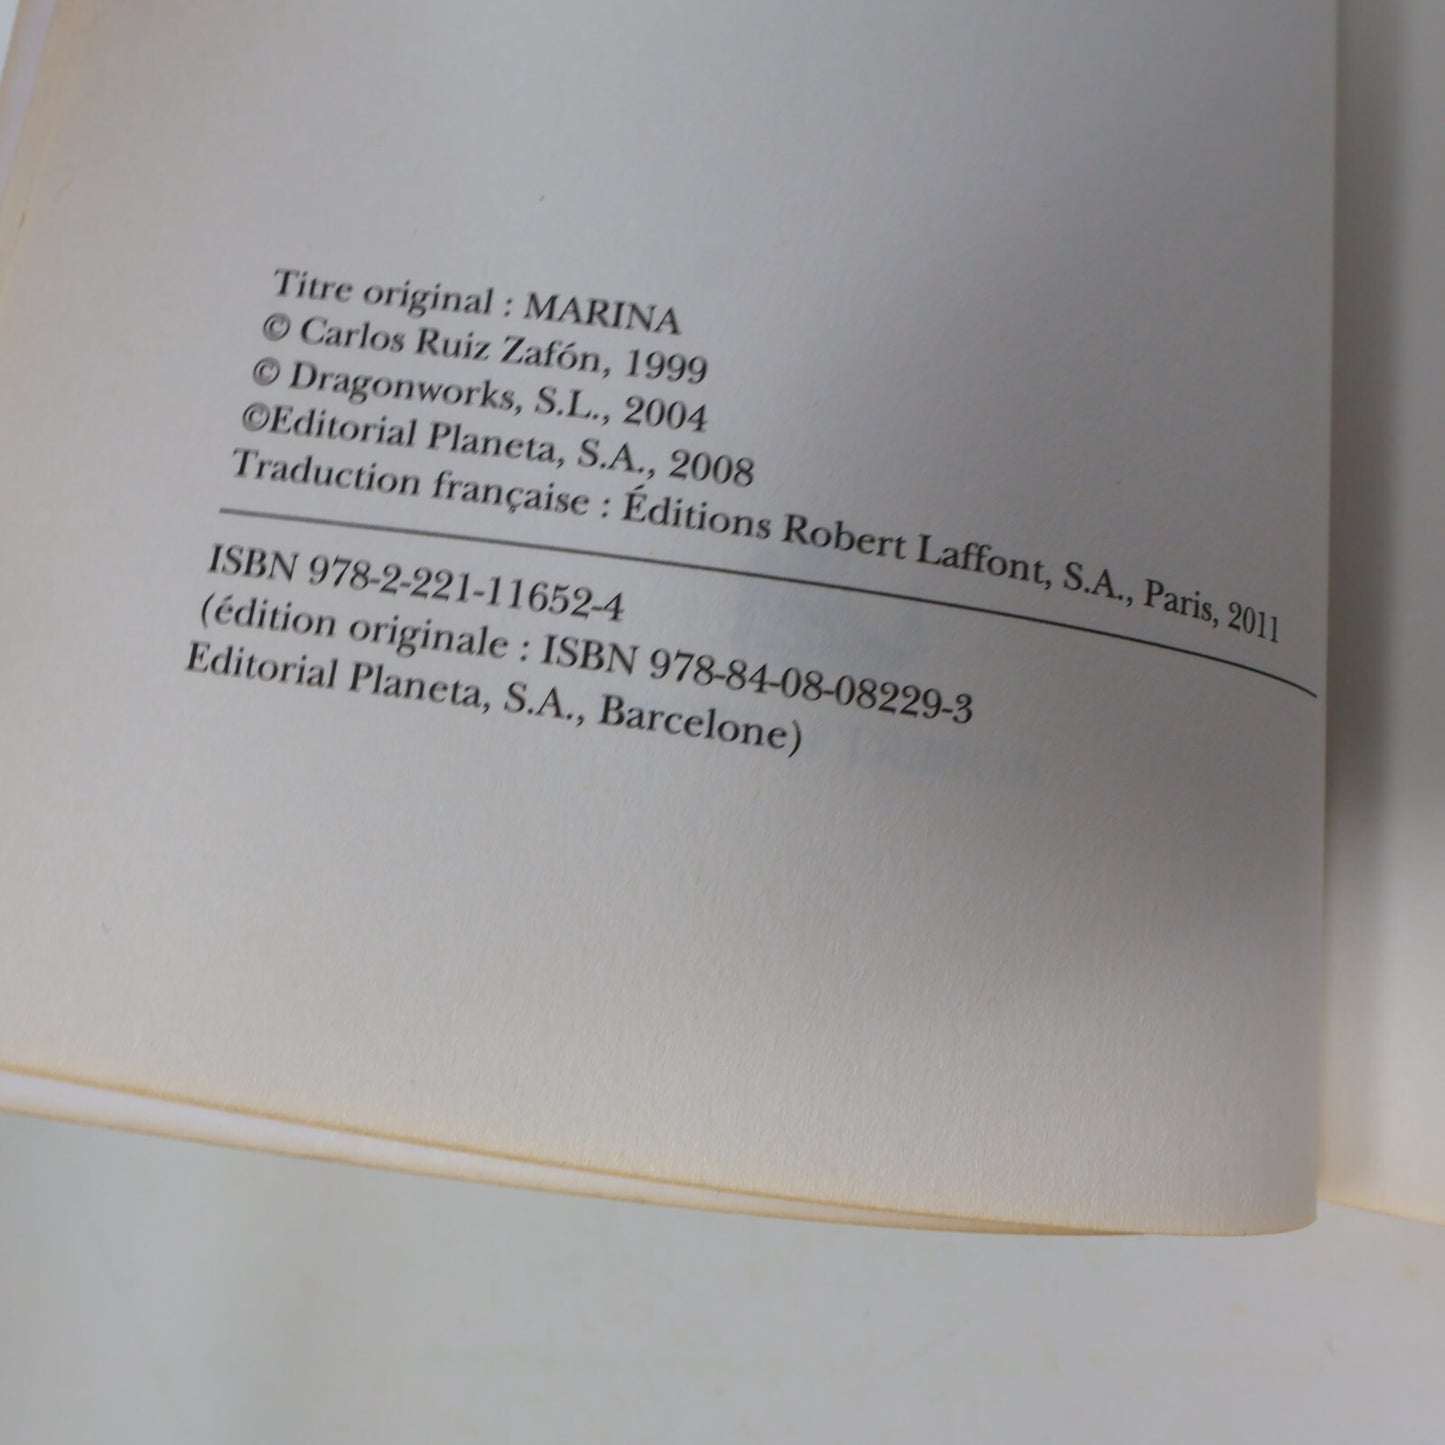 Titre original : MARINA
© Carlos Ruiz Zafón, 1999
© Dragonworks, S.L., 2004
©Editorial Planeta, S.A., 2008
Traduction française : Éditions Robert Laffont, S.A., Paris, 2011
ISBN 978-2-221-11652-4
(édition originale : ISBN 978-84-08-08229-3
Editorial Planeta, S.A., Barcelone)